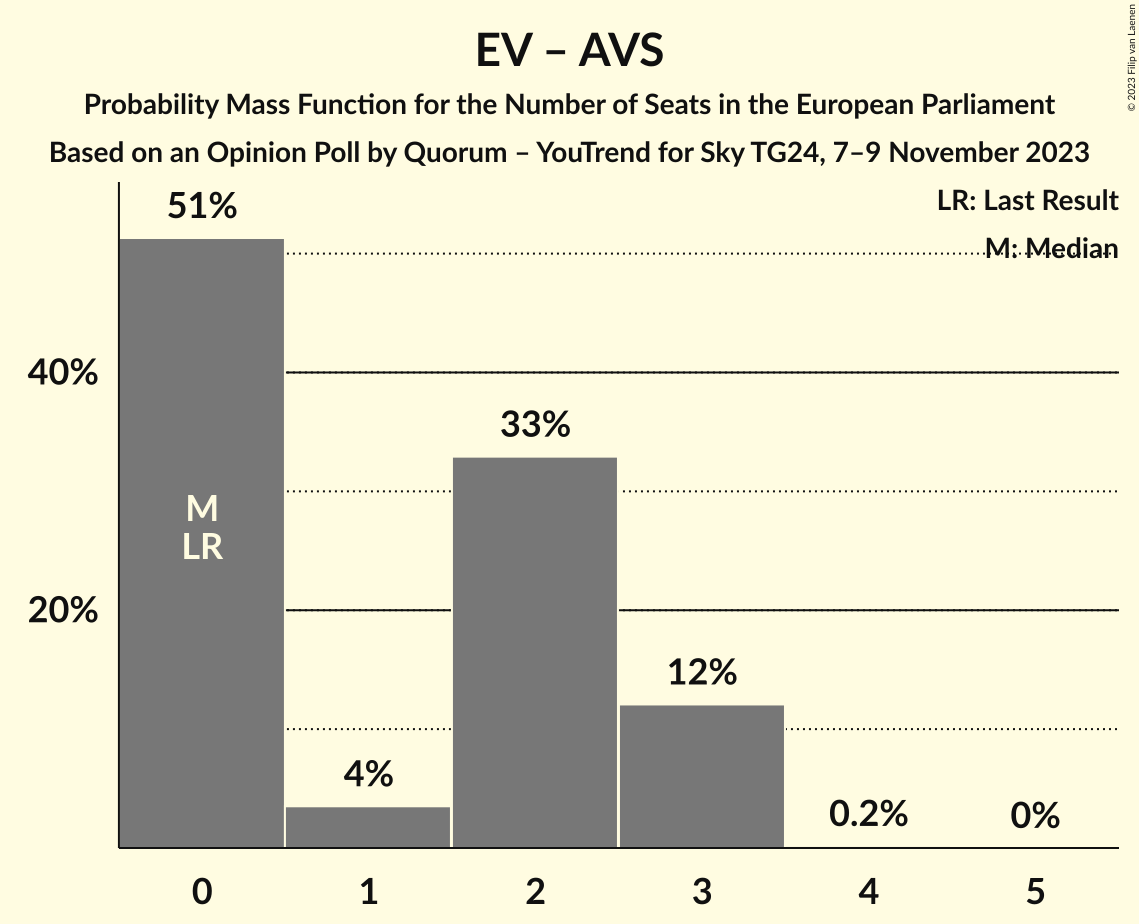 EV – AVS
Probability Mass Function for the Number of Seats in the European Parliament
Based on an Opinion Poll by Quorum – YouTrend for Sky TG24, 7–9 November 2023
© 2023 Filip van Laenen
LR: Last Result
M: Median
51%
40%
33%
M
LR
20%
12%
4%
0.2%
0%
0
1
2
3
4
5